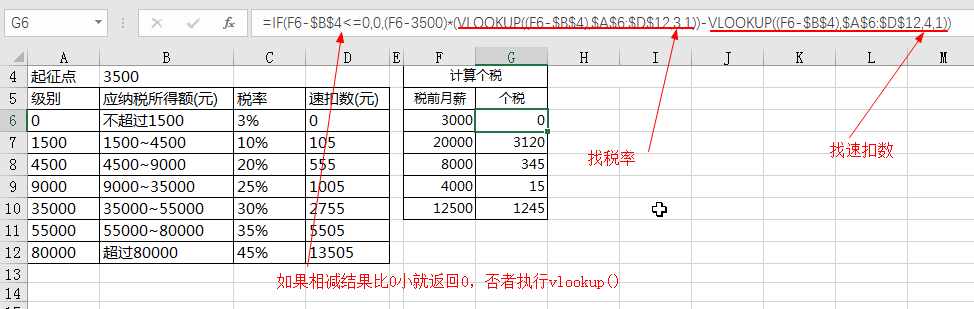 G6 fx =IF(F6-$B$4<=0,0,(F6-3500)*(VLOOKUP((F6-$B$4),$A$6:$D$12,3,1))-VLOOKUP((F6-$B$4),$A$6:$D$12,4,1))
A B C D E F G H I J K L M
4 起征点 3500 计算个税
5 级别 应纳税所得额(元) 税率 速扣数(元) 税前月薪 个税
6 0 不超过1500 3% 0 3000 0
7 1500 1500~4500 10% 105 20000 3120
8 4500 4500~9000 20% 555 8000 345
9 9000 9000~35000 25% 1005 4000 15
10 35000 35000~55000 30% 2755 12500 1245
11 55000 55000~80000 35% 5505
12 80000 超过80000 45% 13505
13
14
找税率
找速扣数
如果相减结果比0小就返回0，否者执行vlookup()